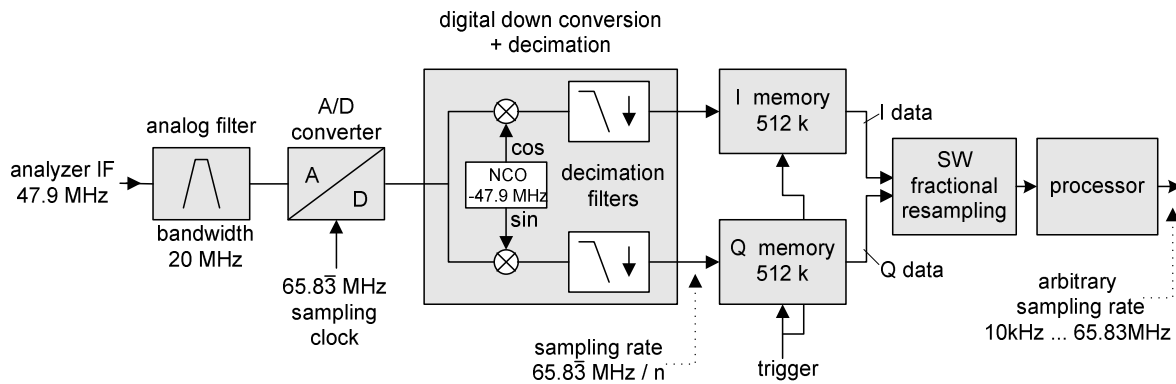 digital down conversion
+ decimation
A/D
converter
analog filter
analyzer IF
47.9 MHz
bandwidth
20 MHz
A
D
65.83̅ MHz
sampling
clock
cos
NCO
-47.9 MHz
sin
decimation
filters
sampling rate
65.83̅ MHz / n
I memory
512 k
Q memory
512 k
trigger
I data
Q data
SW
fractional
resampling
processor
arbitrary
sampling rate
10kHz ... 65.83MHz